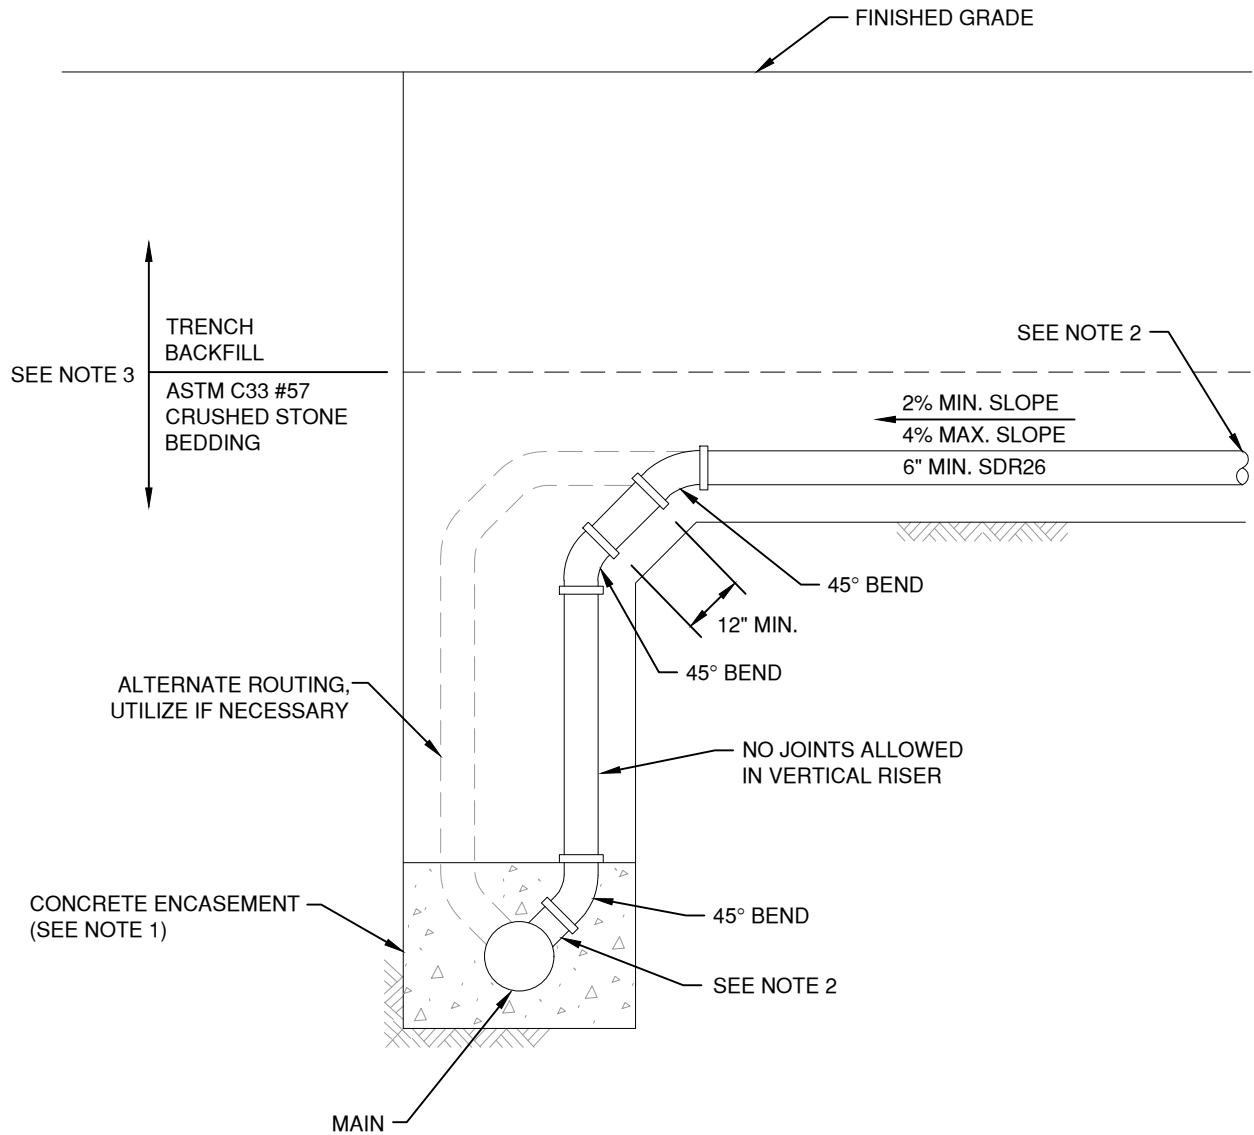 FINISHED GRADE
TRENCH
BACKFILL
SEE NOTE 3
ASTM C33 #57
CRUSHED STONE
BEDDING
SEE NOTE 2
2% MIN. SLOPE
4% MAX. SLOPE
6" MIN. SDR26
45° BEND
12" MIN.
45° BEND
ALTERNATE ROUTING,
UTILIZE IF NECESSARY
NO JOINTS ALLOWED
IN VERTICAL RISER
CONCRETE ENCASEMENT
(SEE NOTE 1)
45° BEND
SEE NOTE 2
MAIN